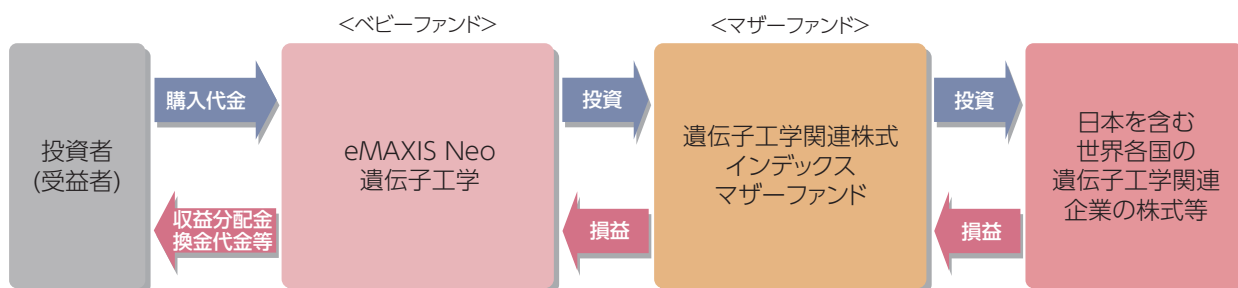 <ベビーファンド>
<マザーファンド>
投資者
(受益者)
購入代金
収益分配金
換金代金等
eMAXIS Neo
遺伝子工学
投資
損益
遺伝子工学関連株式
インデックス
マザーファンド
投資
損益
日本を含む
世界各国の
遺伝子工学関連
企業の株式等